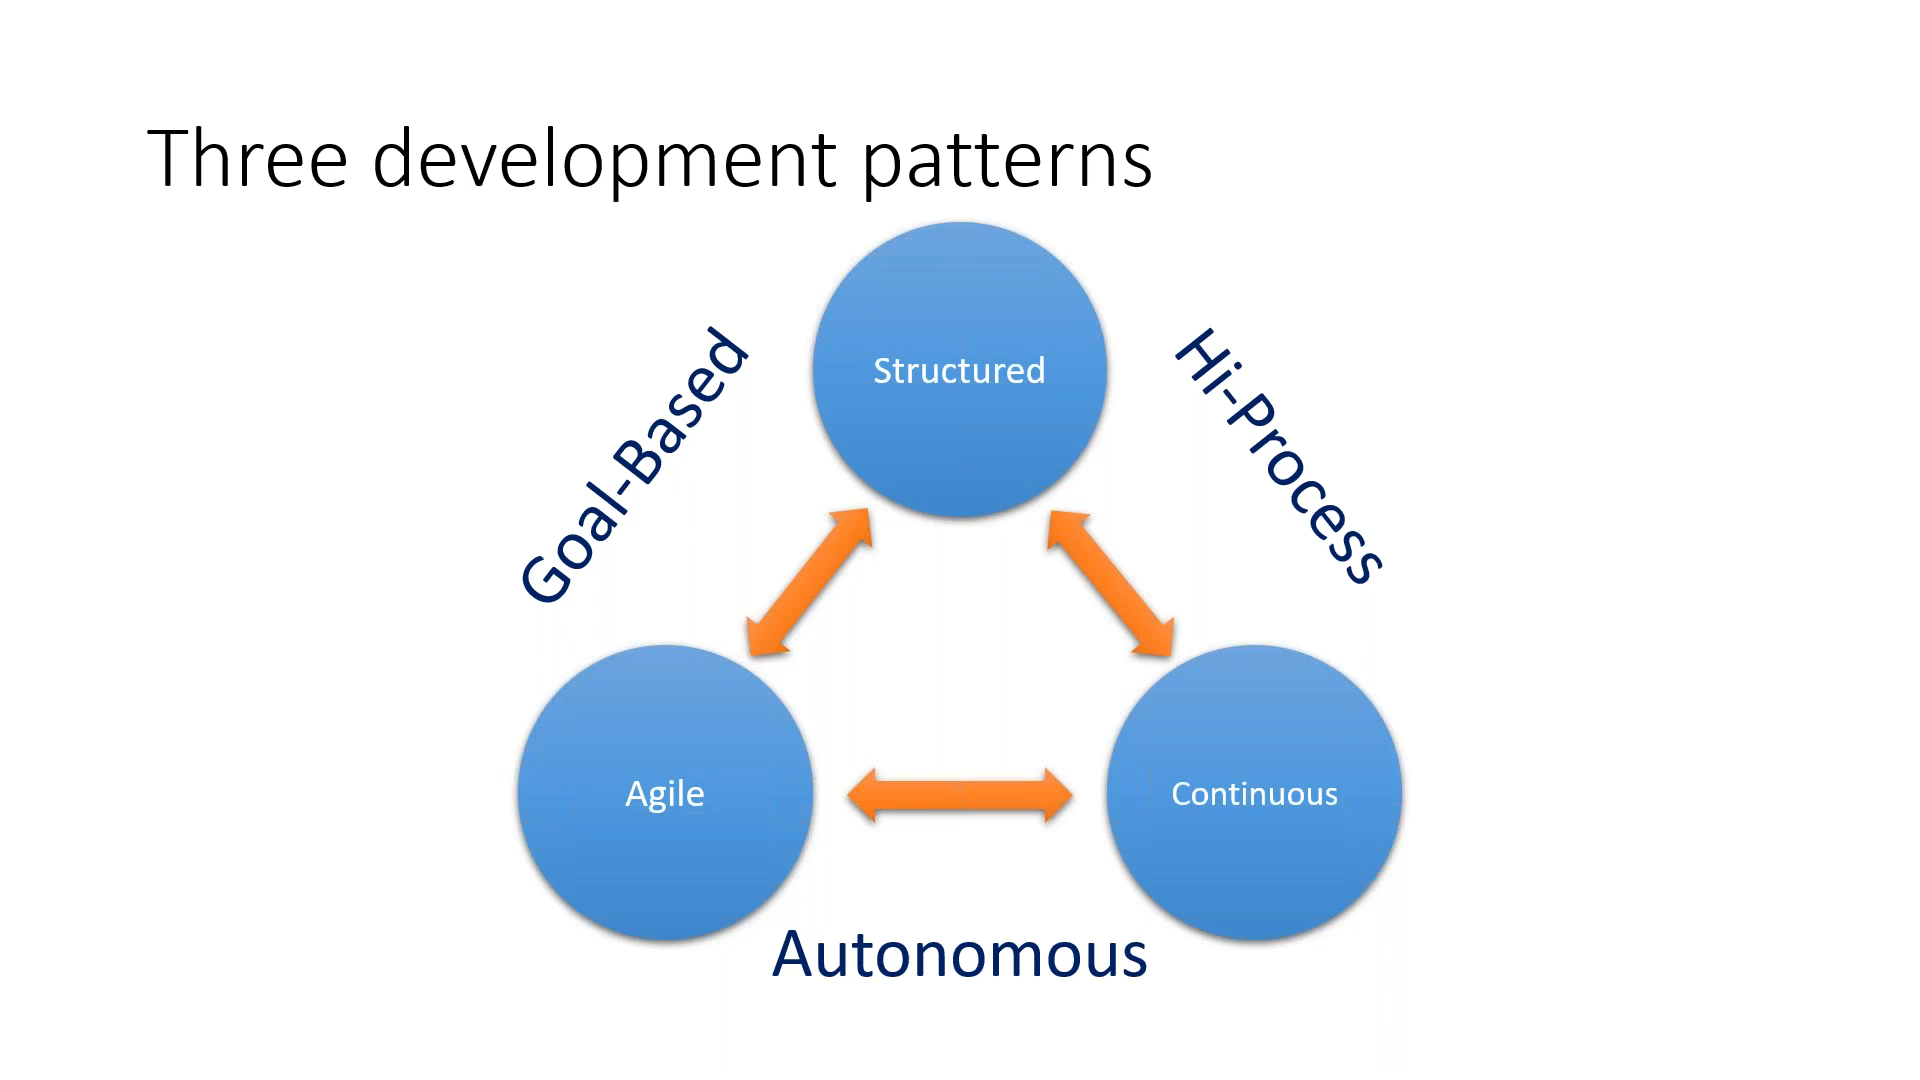 Three development patterns
Structured
Goal-Based
Hi-Process
Agile
Continuous
Autonomous